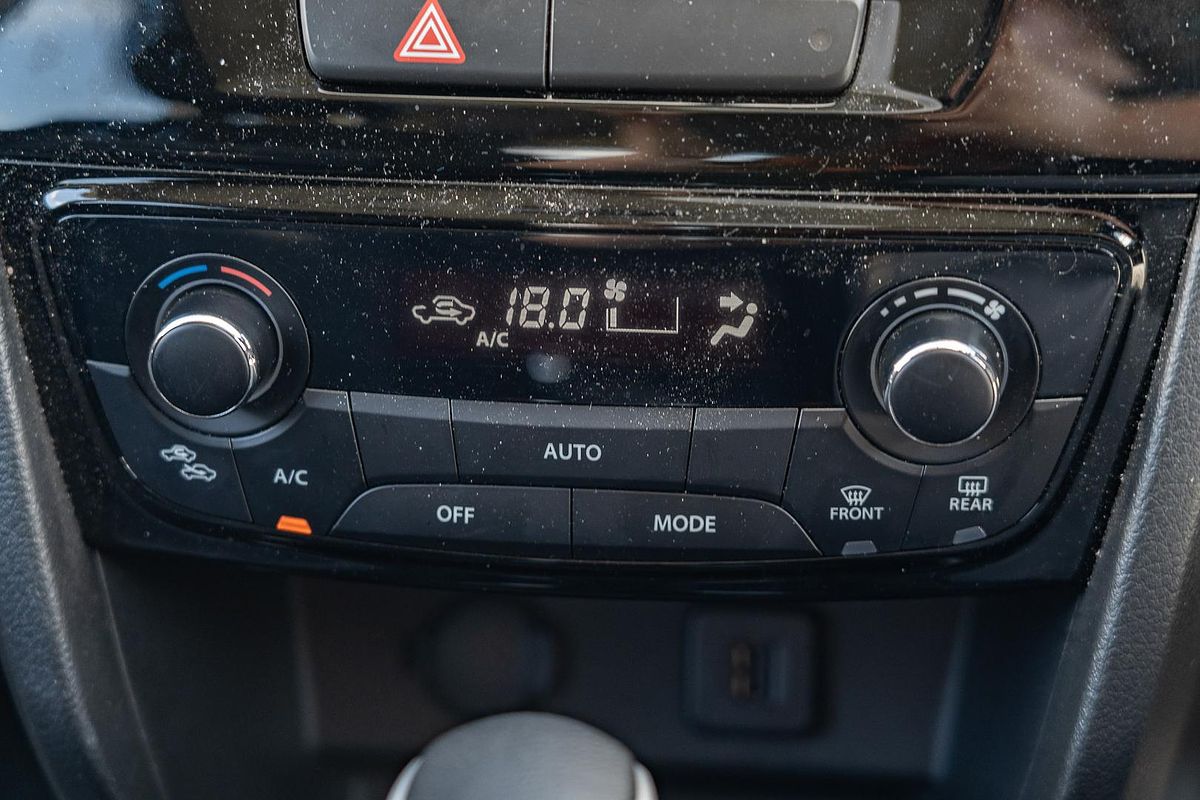 18.0
A/C
AUTO
A/C
OFF
MODE
FRONT
REAR